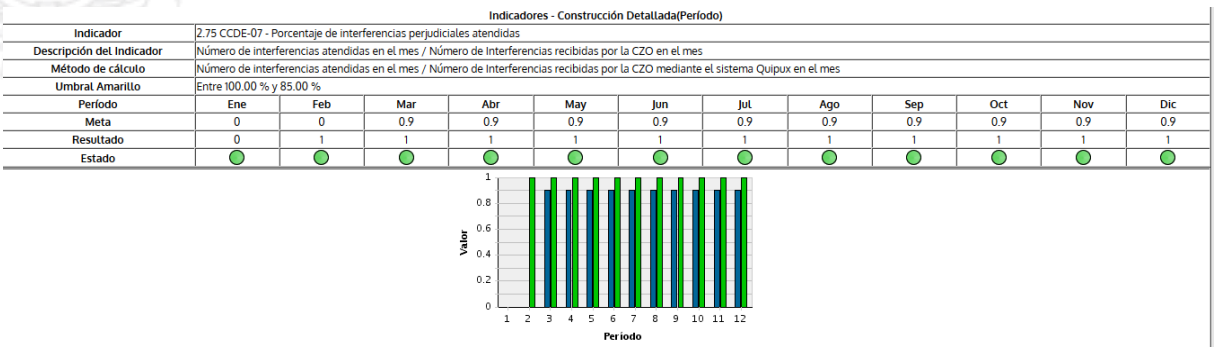 Indicadores - Construcción Detallada(Período)
Indicador 2.75 CCDE-07 - Porcentaje de interferencias perjudiciales atendidas
Descripción del Indicador Número de interferencias atendidas en el mes / Número de Interferencias recibidas por la CZO en el mes
Método de cálculo Número de interferencias atendidas en el mes / Número de Interferencias recibidas por la CZO mediante el sistema Quipux en el mes
Umbral Amarillo Entre 100.00 % y 85.00 %
Período Ene Feb Mar Abr May Jun Jul Ago Sep Oct Nov Dic
Meta 0 0 0.9 0.9 0.9 0.9 0.9 0.9 0.9 0.9 0.9 0.9
Resultado 0 1 1 1 1 1 1 1 1 1 1 1
Estado
1
0.8
0.6
0.4
0.2
0
Valor
1 2 3 4 5 6 7 8 9 10 11 12
Periodo